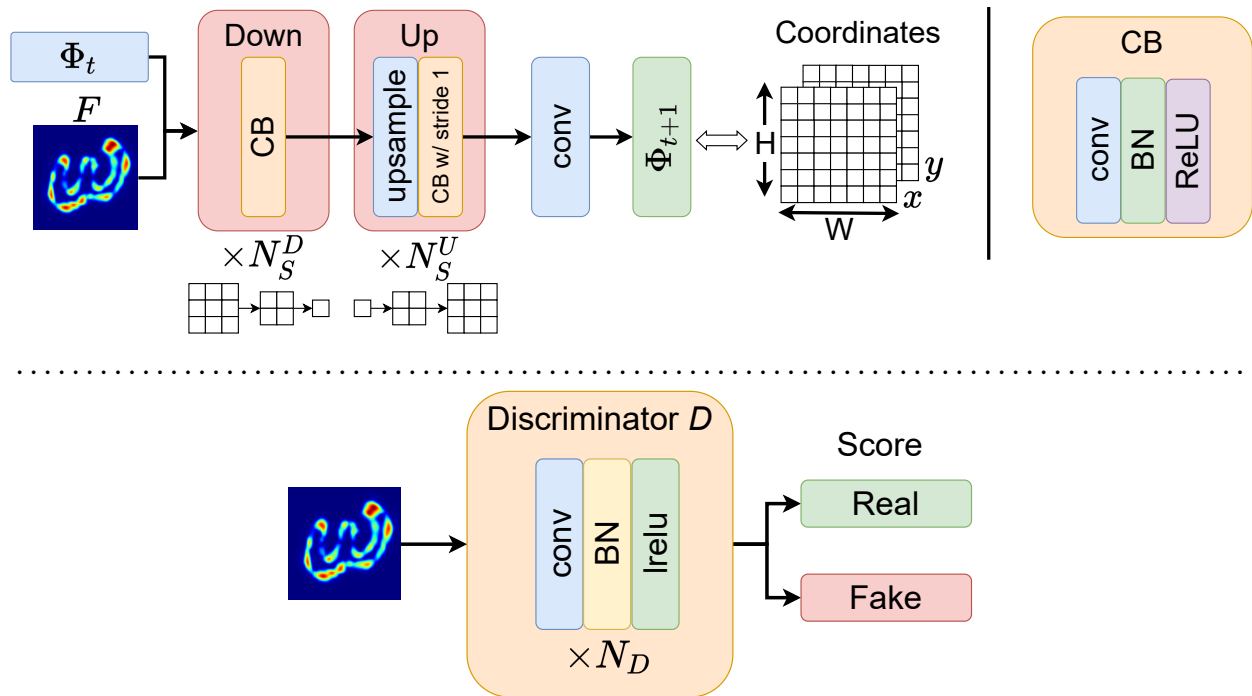 Φ_t
F
Down
CB
×N_S^D
Up
upsample
CB w/ stride 1
×N_S^U
conv
Φ_{t+1}
Coordinates
H
W
x
y
CB
conv
BN
ReLU
Discriminator D
conv
BN
lrelu
×N_D
Score
Real
Fake